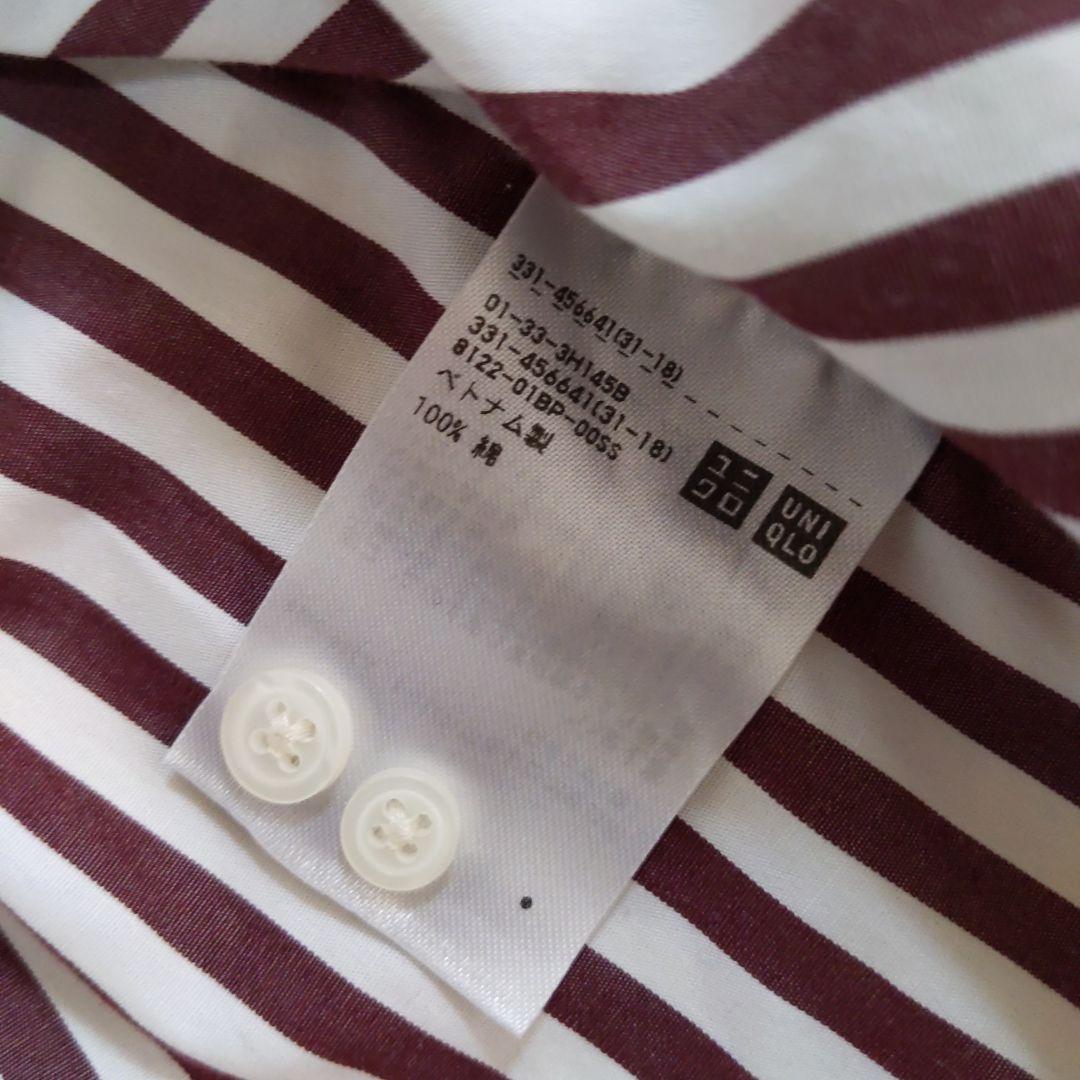 331-456641(31-18)
01-33-3H145B
331-456641(31-18)
8122-01BP-00SS
ベトナム製
100% 綿
ユニ
クロ
UNI
QLO